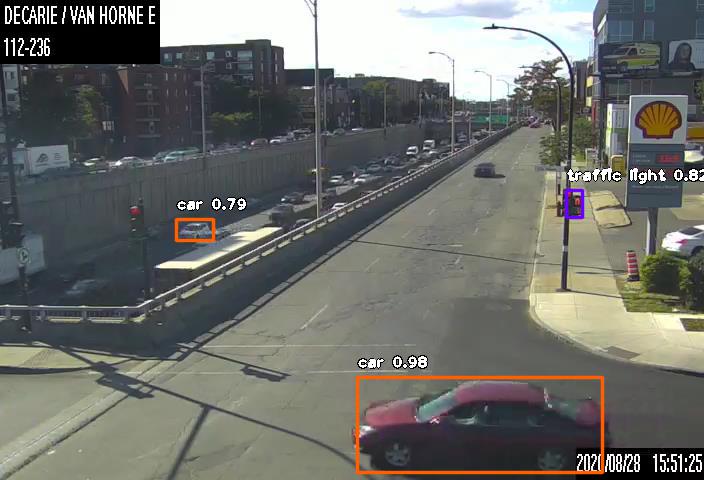 DECARIE / VAN HORNE E
112-236
car 0.79
traffic light 0.82
car 0.98
2020/08/28 15:51:25